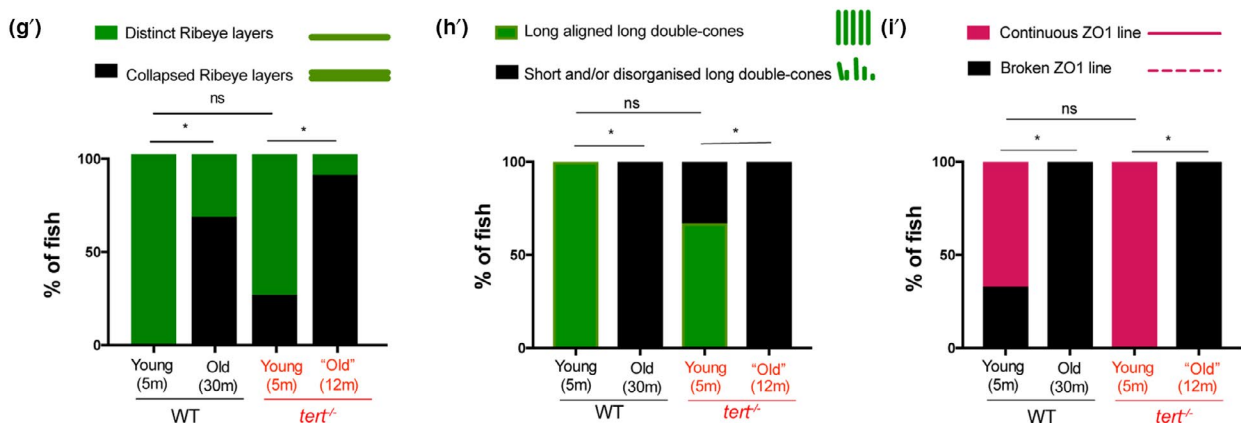 (g′)
Distinct Ribeye layers
Collapsed Ribeye layers
ns
*
*
% of fish
100
50
0
Young
(5m)
Old
(30m)
Young
(5m)
"Old"
(12m)
WT
tert-/-
(h′)
Long aligned long double-cones
Short and/or disorganised long double-cones
ns
*
*
% of fish
100
50
0
Young
(5m)
Old
(30m)
Young
(5m)
"Old"
(12m)
WT
tert-/-
(i′)
Continuous ZO1 line
Broken ZO1 line
ns
*
*
% of fish
100
50
0
Young
(5m)
Old
(30m)
Young
(5m)
"Old"
(12m)
WT
tert-/-